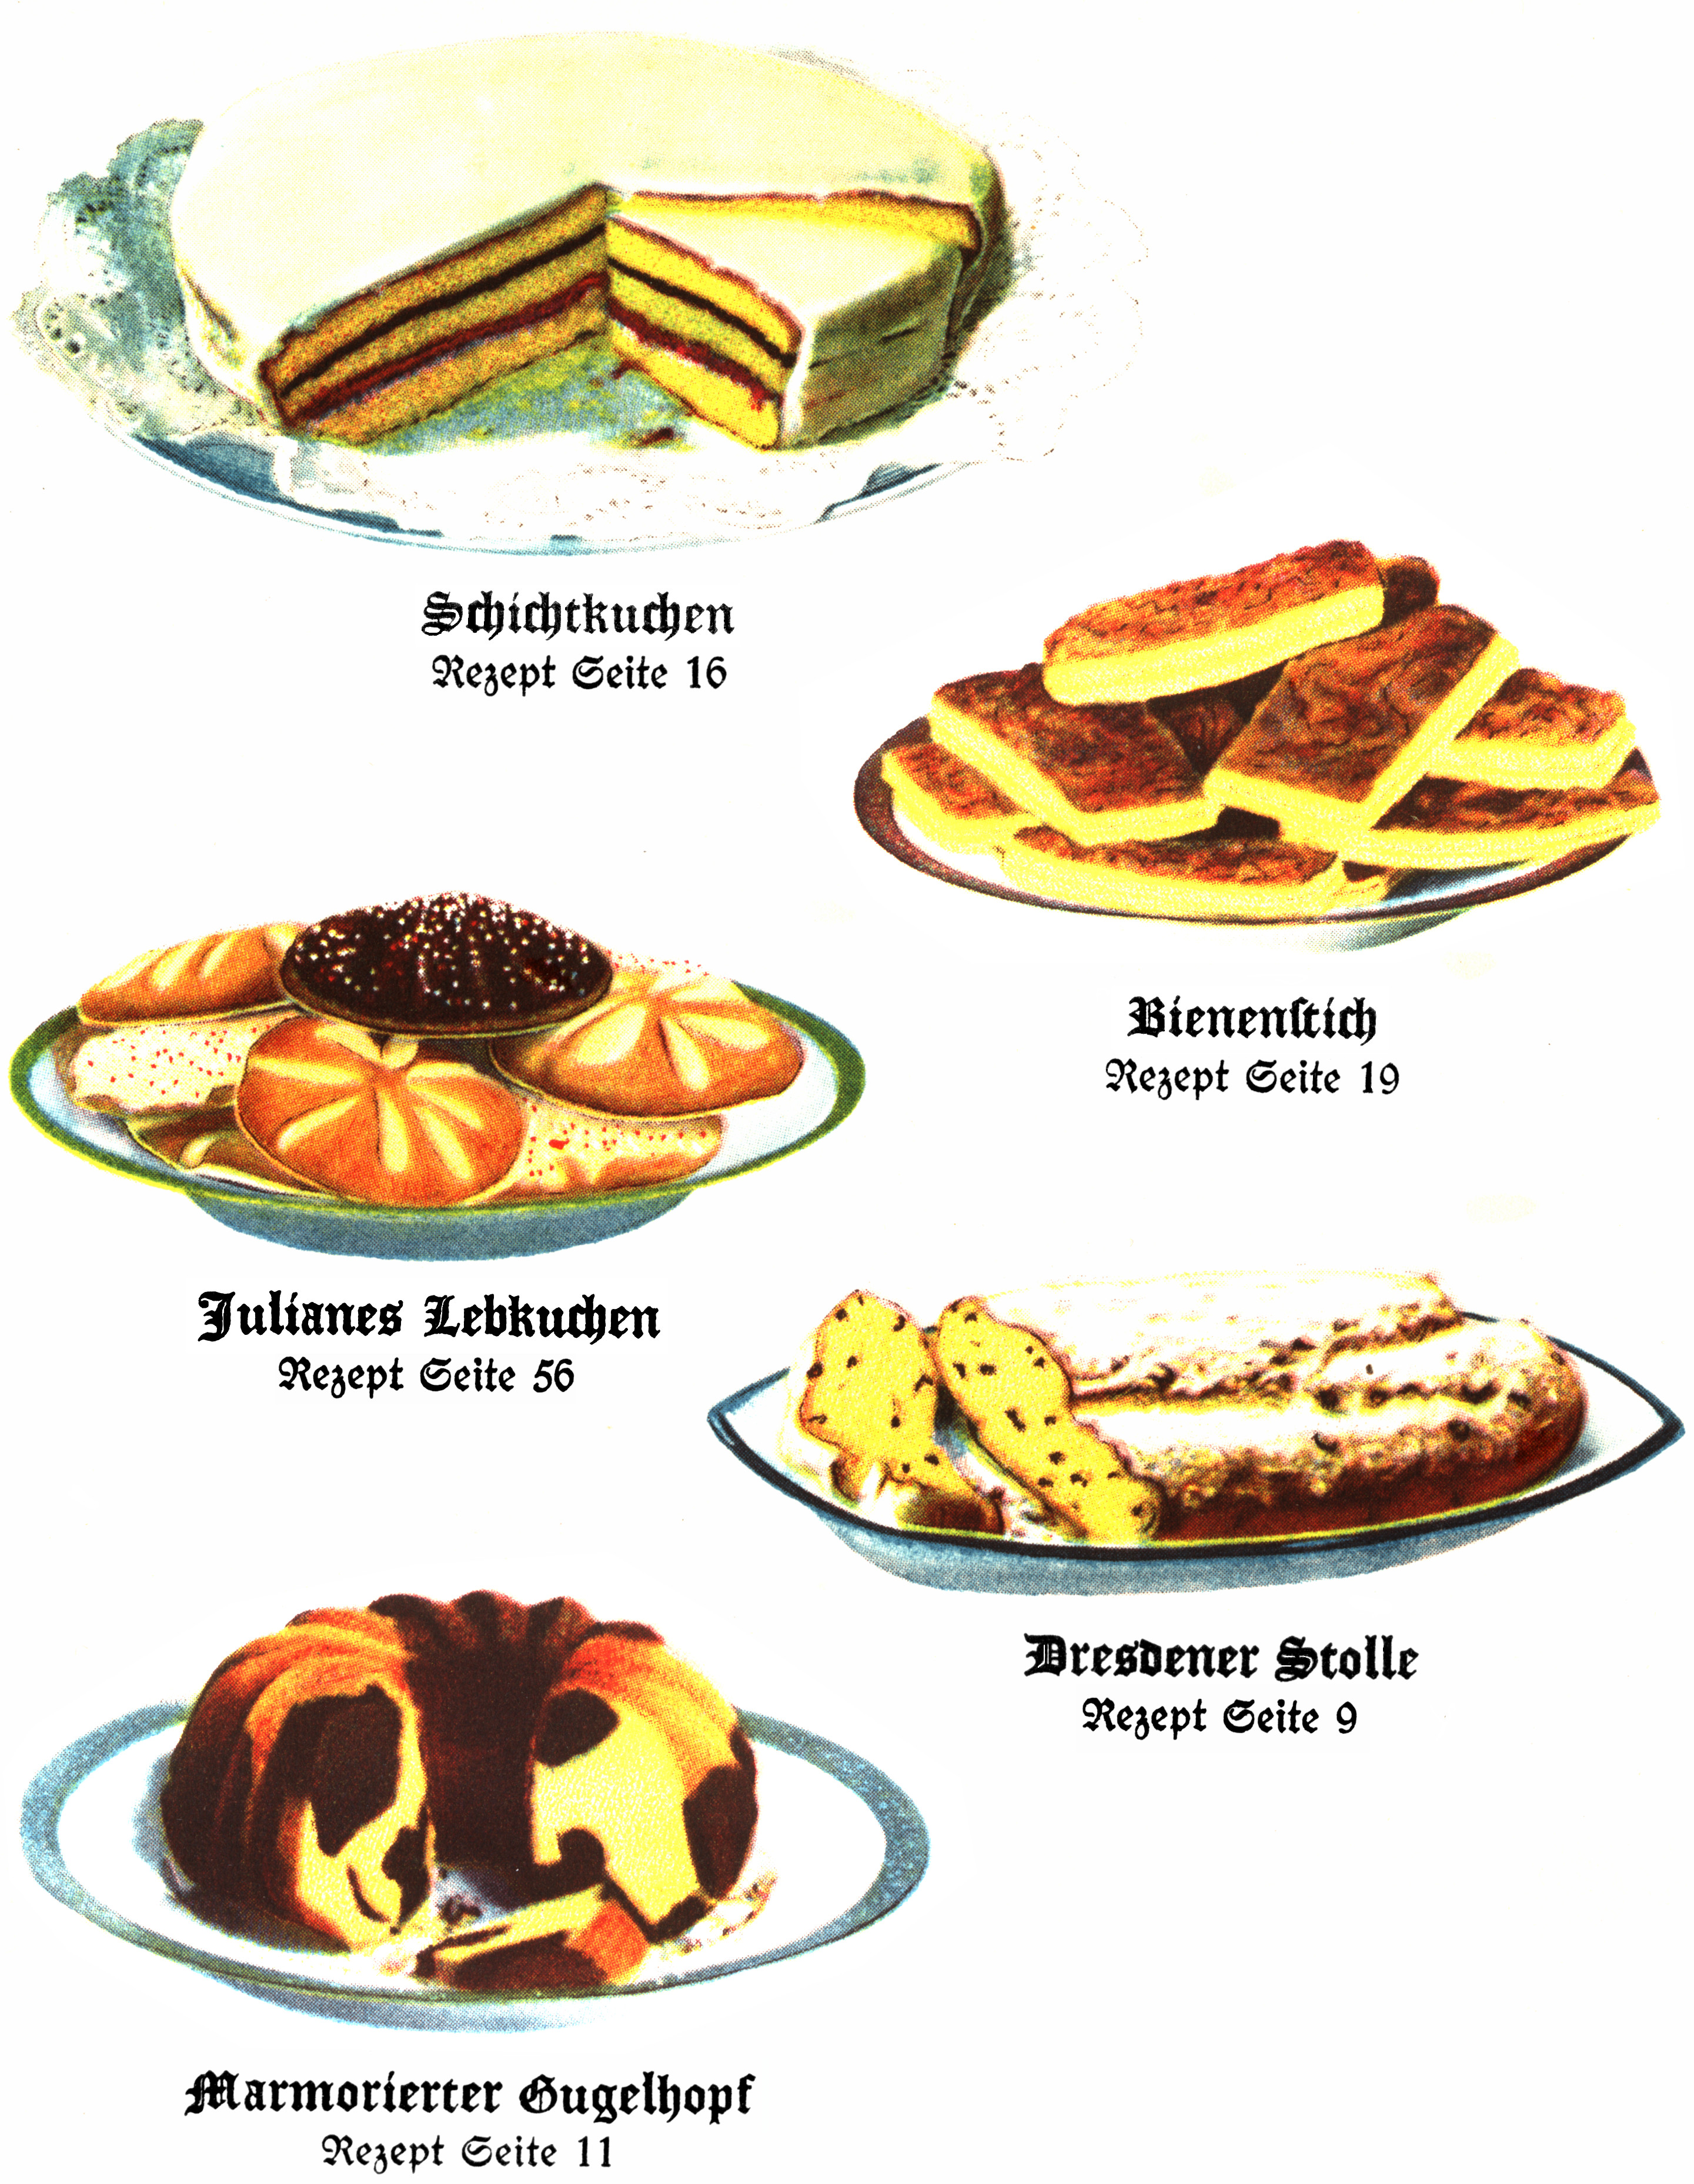 Schichtkuchen
Rezept Seite 16
Bienenstich
Rezept Seite 19
Julianes Lebkuchen
Rezept Seite 56
Dresdener Stolle
Rezept Seite 9
Marmorierter Gugelhopf
Rezept Seite 11